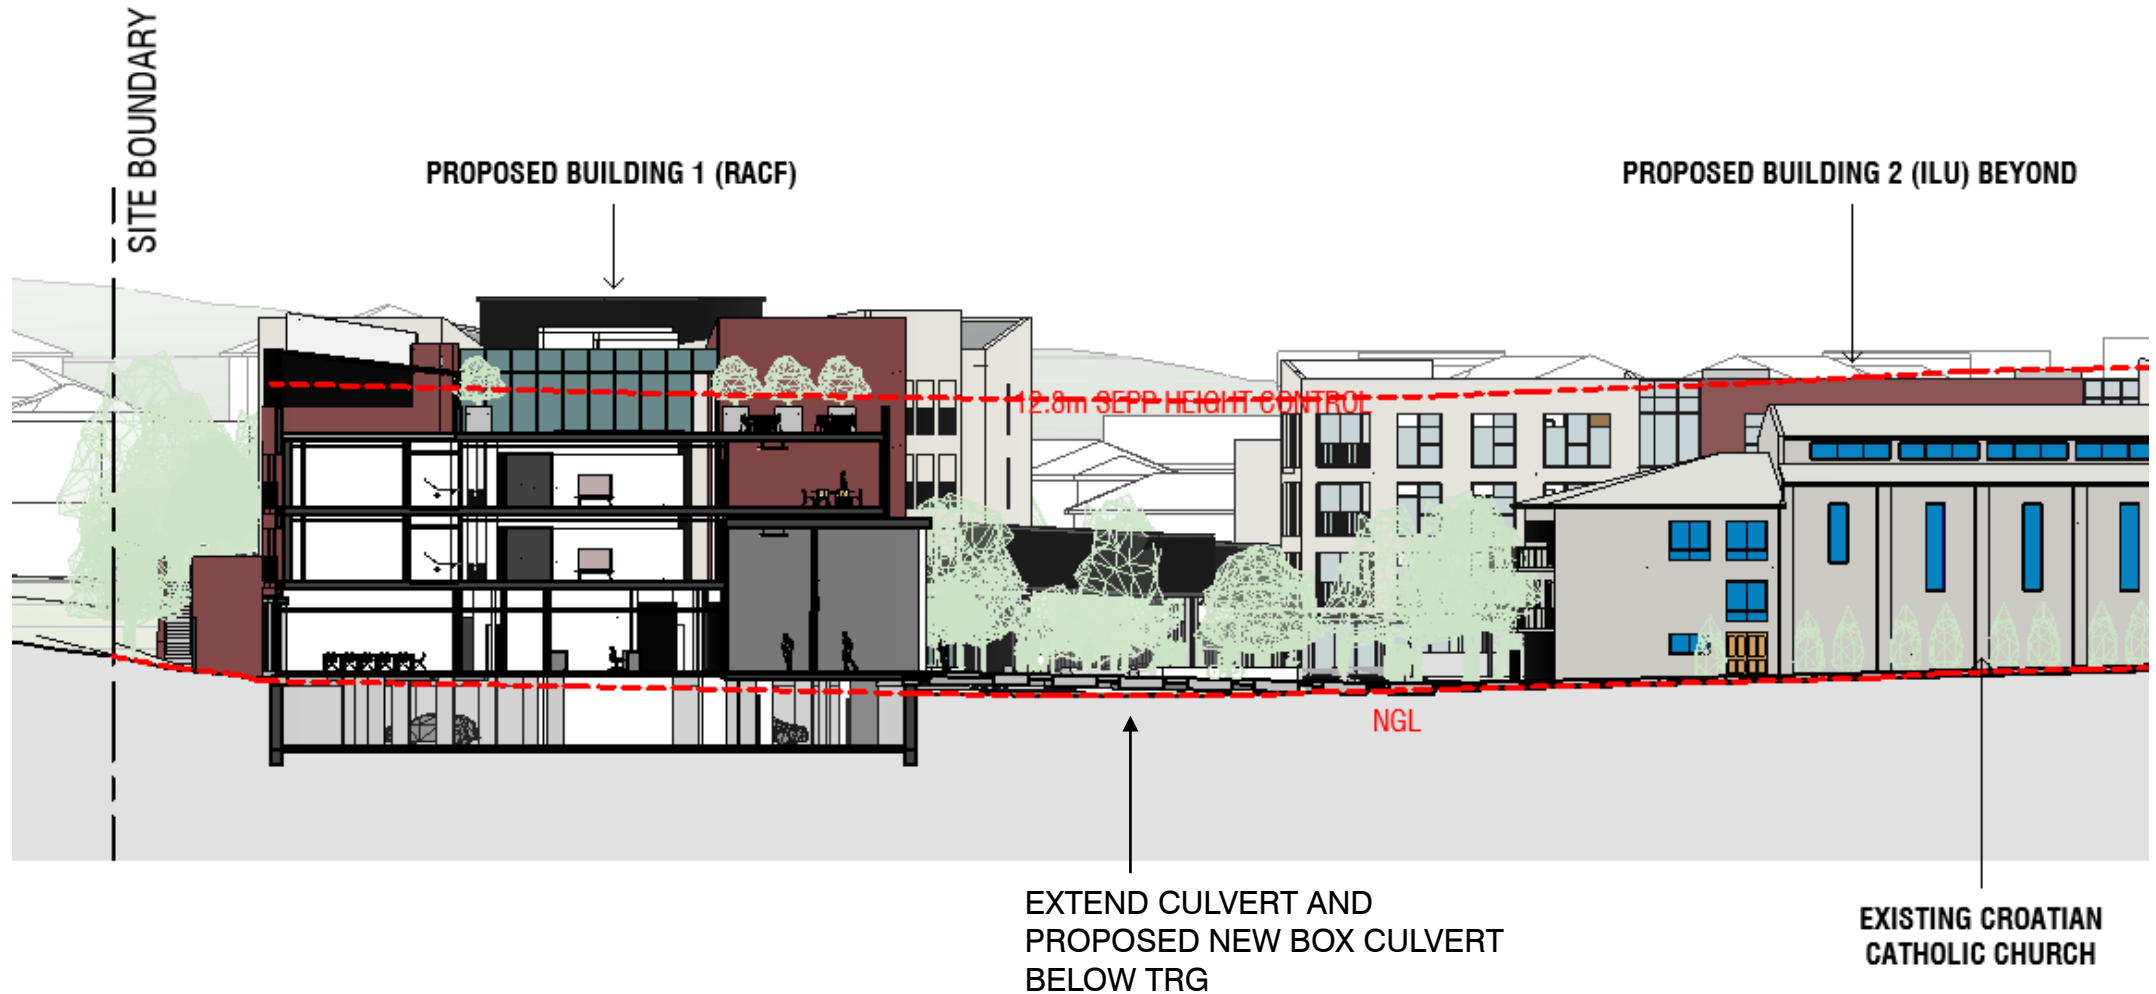 SITE BOUNDARY
PROPOSED BUILDING 1 (RACF)
PROPOSED BUILDING 2 (ILU) BEYOND
12.8m SEPP HEIGHT CONTROL
NGL
EXTEND CULVERT AND
PROPOSED NEW BOX CULVERT
BELOW TRG
EXISTING CROATIAN
CATHOLIC CHURCH